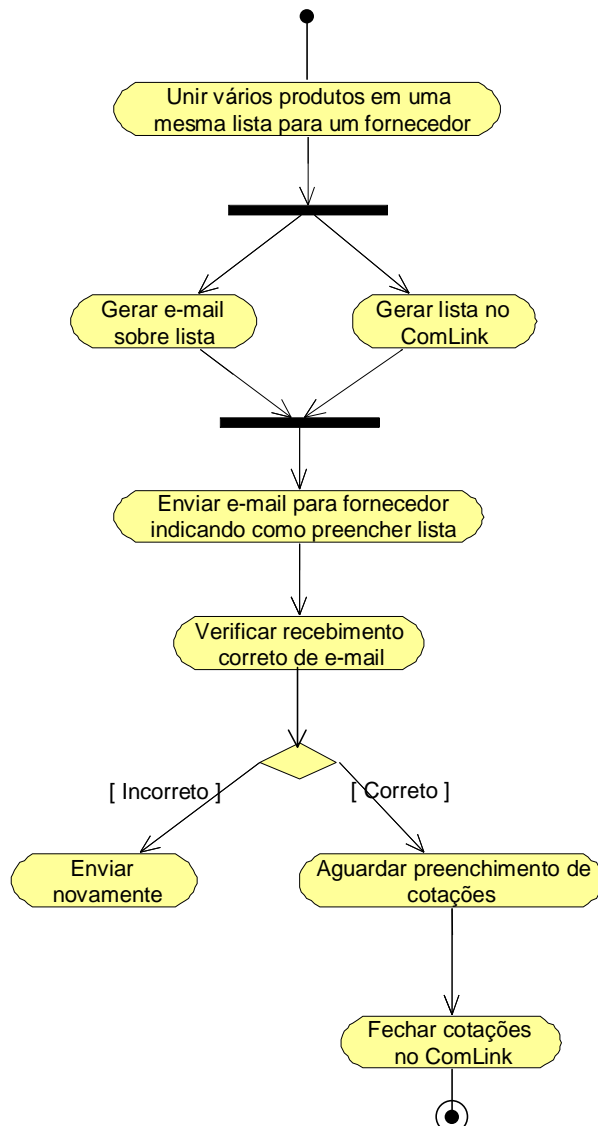 Unir vários produtos em uma
mesma lista para um fornecedor
Gerar e-mail
sobre lista
Gerar lista no
ComLink
Enviar e-mail para fornecedor
indicando como preencher lista
Verificar recebimento
correto de e-mail
[ Incorreto ]
[ Correto ]
Enviar
novamente
Aguardar preenchimento de
cotações
Fechar cotações
no ComLink